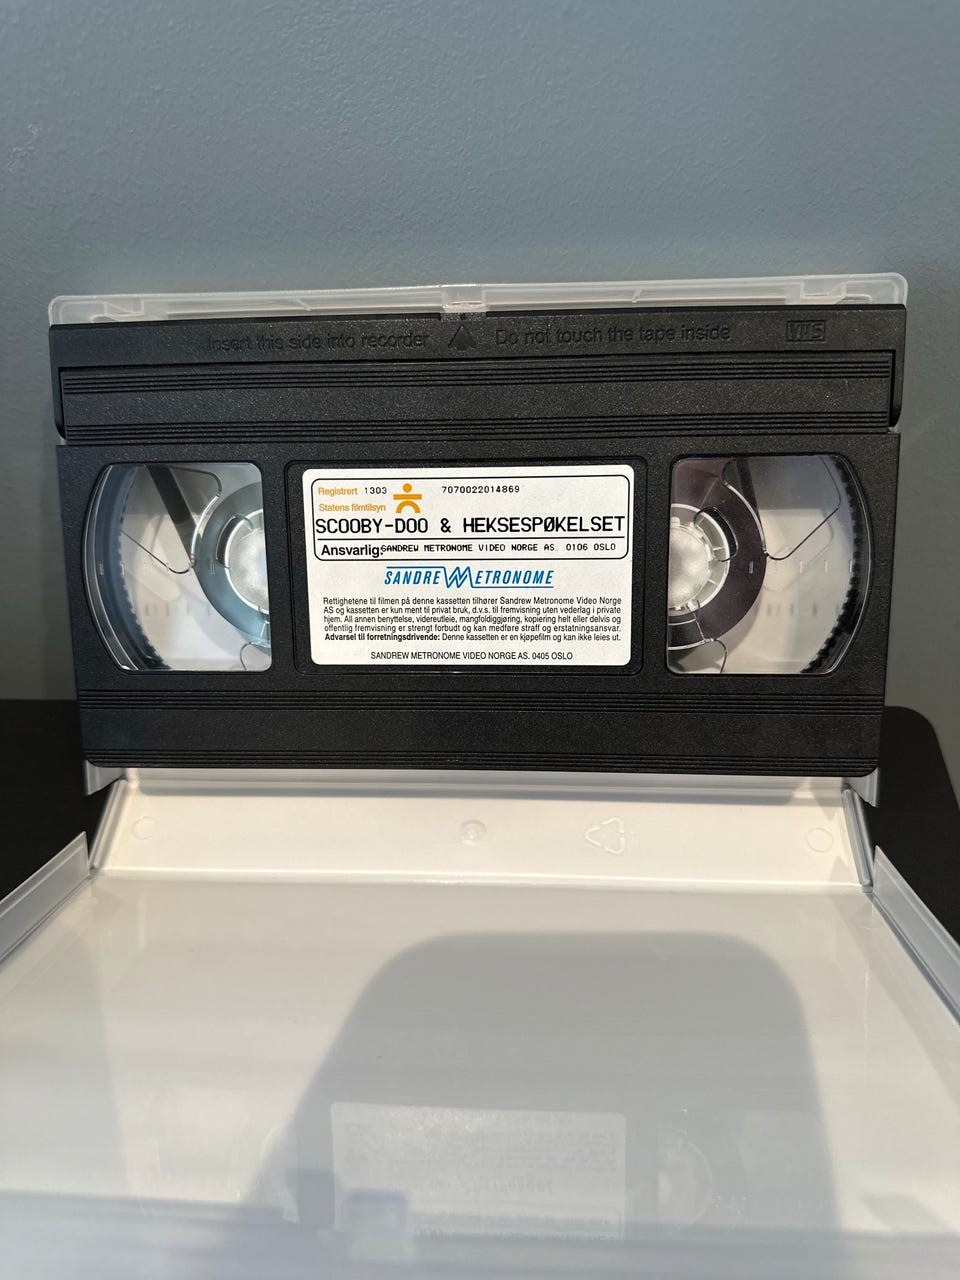 Insert this side into recorder Do not touch the tape inside VHS
Registrert 1303 7070022014869
Statens filmtilsyn
SCOOBY-DOO & HEKSESPØKELSET
Ansvarlig: SANDREW METRONOME VIDEO NORGE AS. 0106 OSLO
SANDREW METRONOME
Rettighetene til filmen på denne kassetten tilhører Sandrew Metronome Video Norge
AS og kassetten er kun ment til privat bruk, d.v.s. til fremvisning uten vederlag i private
hjem. All annen benyttelse, videreutleie, mangfoldiggjøring, kopiering helt eller delvis og
offentlig fremvisning er strengt forbudt og kan medføre straff og erstatningsansvar.
Advarsel til forretningsdrivende: Denne kassetten er en kjøpefilm og kan ikke leies ut.
SANDREW METRONOME VIDEO NORGE AS. 0405 OSLO